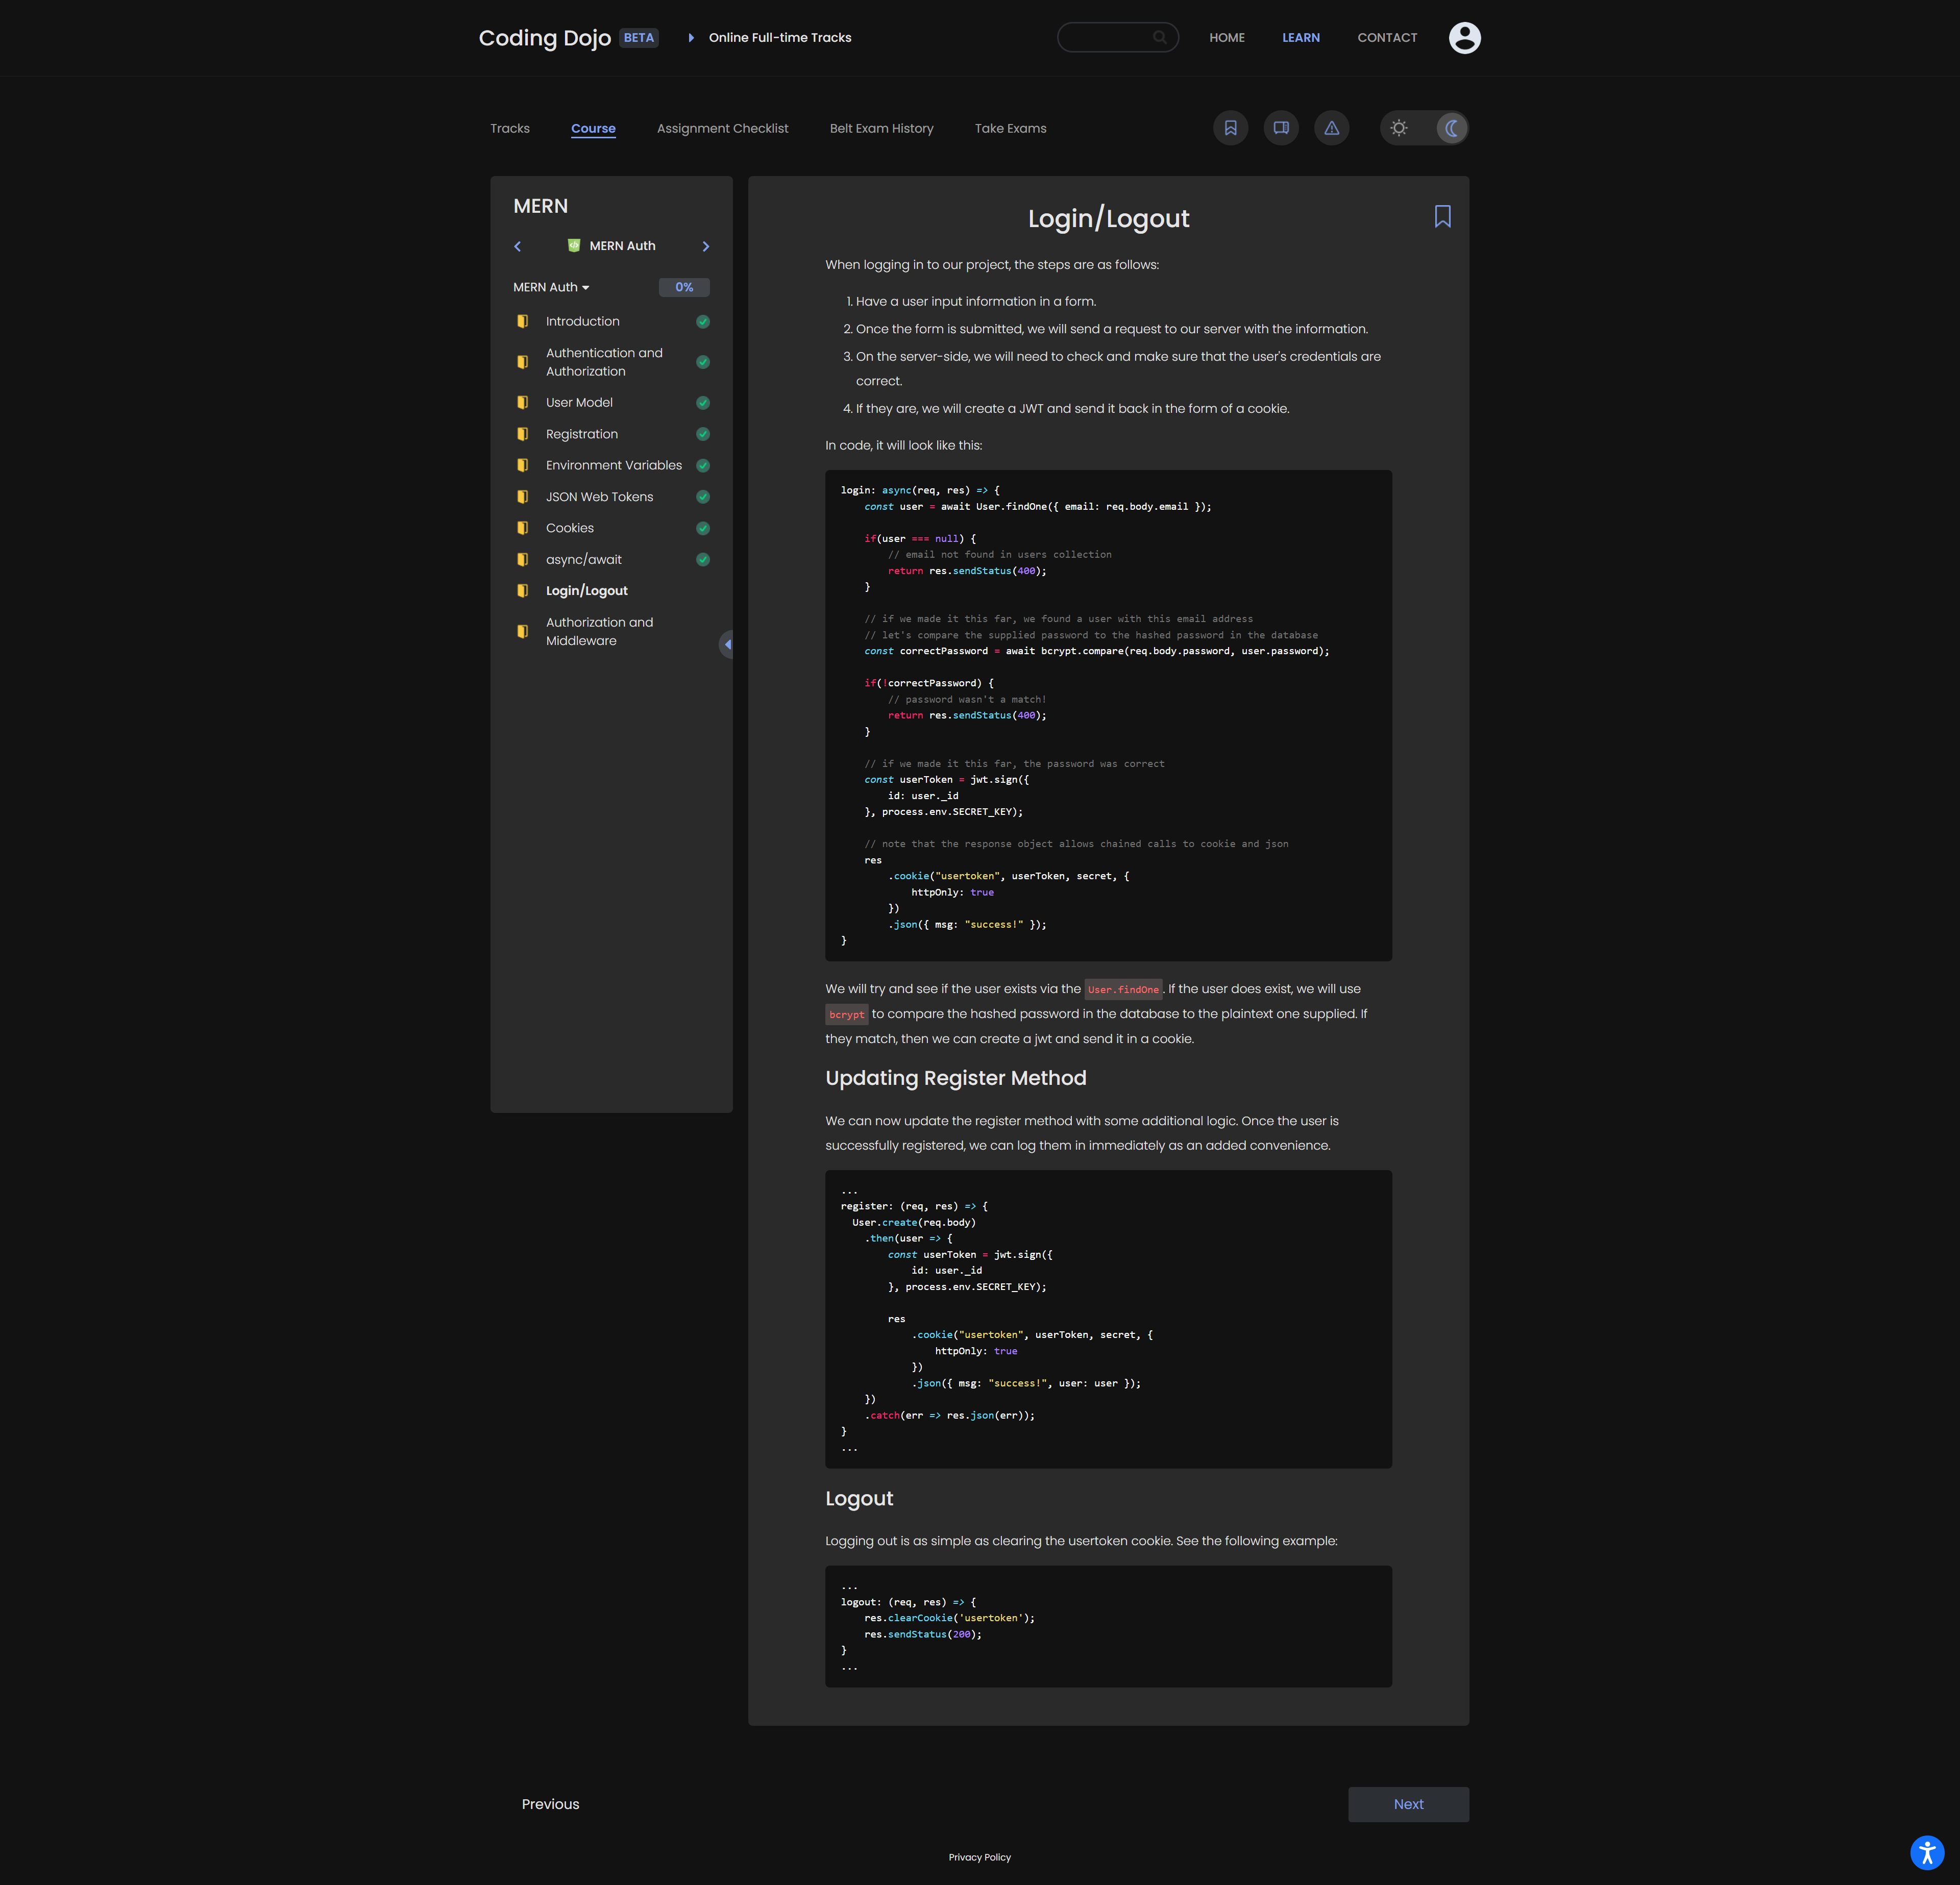 Coding Dojo BETA Online Full-time Tracks HOME LEARN CONTACT
Tracks Course Assignment Checklist Belt Exam History Take Exams
MERN
MERN Auth
MERN Auth 0%
Introduction
Authentication and
Authorization
User Model
Registration
Environment Variables
JSON Web Tokens
Cookies
async/await
Login/Logout
Authorization and
Middleware
Login/Logout
When logging in to our project, the steps are as follows:
1. Have a user input information in a form.
2. Once the form is submitted, we will send a request to our server with the information.
3. On the server-side, we will need to check and make sure that the user's credentials are
correct.
4. If they are, we will create a JWT and send it back in the form of a cookie.
In code, it will look like this:
login: async(req, res) => {
    const user = await User.findOne({ email: req.body.email });
    if(user === null) {
        // email not found in users collection
        return res.sendStatus(400);
    }
    // if we made it this far, we found a user with this email address
    // let's compare the supplied password to the hashed password in the database
    const correctPassword = await bcrypt.compare(req.body.password, user.password);
    if(!correctPassword) {
        // password wasn't a match!
        return res.sendStatus(400);
    }
    // if we made it this far, the password was correct
    const userToken = jwt.sign({
        id: user._id
    }, process.env.SECRET_KEY);
    // note that the response object allows chained calls to cookie and json
    res
        .cookie("usertoken", userToken, secret, {
            httpOnly: true
        })
        .json({ msg: "success!" });
}
We will try and see if the user exists via the User.findOne. If the user does exist, we will use
bcrypt to compare the hashed password in the database to the plaintext one supplied. If
they match, then we can create a jwt and send it in a cookie.
Updating Register Method
We can now update the register method with some additional logic. Once the user is
successfully registered, we can log them in immediately as an added convenience.
...
register: (req, res) => {
  User.create(req.body)
    .then(user => {
        const userToken = jwt.sign({
            id: user._id
        }, process.env.SECRET_KEY);
        res
            .cookie("usertoken", userToken, secret, {
                httpOnly: true
            })
            .json({ msg: "success!", user: user });
    })
    .catch(err => res.json(err));
}
...
Logout
Logging out is as simple as clearing the usertoken cookie. See the following example:
...
logout: (req, res) => {
    res.clearCookie('usertoken');
    res.sendStatus(200);
}
...
Previous Next
Privacy Policy